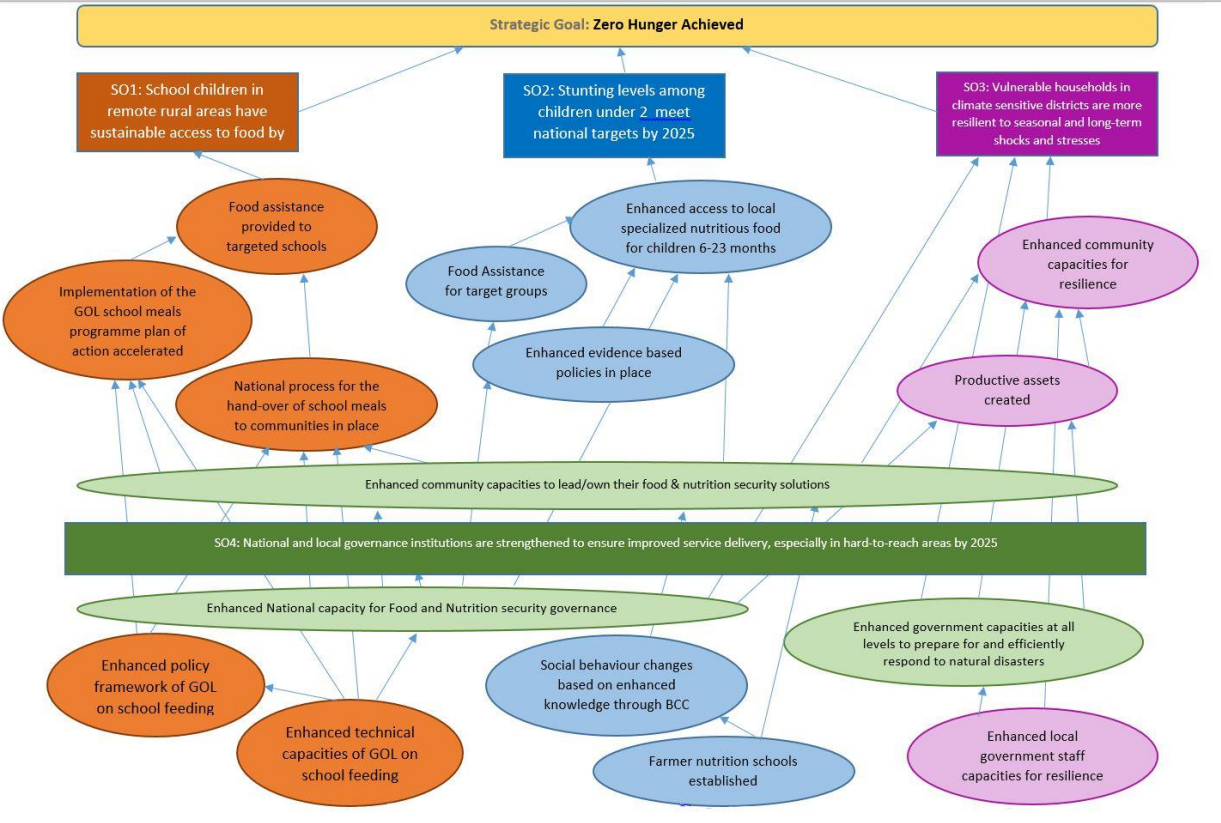 Strategic Goal: Zero Hunger Achieved
SO1: School children in
remote rural areas have
sustainable access to food by
SO2: Stunting levels among
children under 2 meet
national targets by 2025
SO3: Vulnerable households in
climate sensitive districts are more
resilient to seasonal and long-term
shocks and stresses
Food assistance
provided to
targeted schools
Enhanced access to local
specialized nutritious food
for children 6-23 months
Enhanced community
capacities for
resilience
Food Assistance
for target groups
Implementation of the
GOL school meals
programme plan of
action accelerated
Enhanced evidence based
policies in place
National process for the
hand-over of school meals
to communities in place
Productive assets
created
Enhanced community capacities to lead/own their food & nutrition security solutions
SO4: National and local governance institutions are strengthened to ensure improved service delivery, especially in hard-to-reach areas by 2025
Enhanced National capacity for Food and Nutrition security governance
Enhanced government capacities at all
levels to prepare for and efficiently
respond to natural disasters
Enhanced policy
framework of GOL
on school feeding
Social behaviour changes
based on enhanced
knowledge through BCC
Enhanced technical
capacities of GOL on
school feeding
Farmer nutrition schools
established
Enhanced local
government staff
capacities for resilience